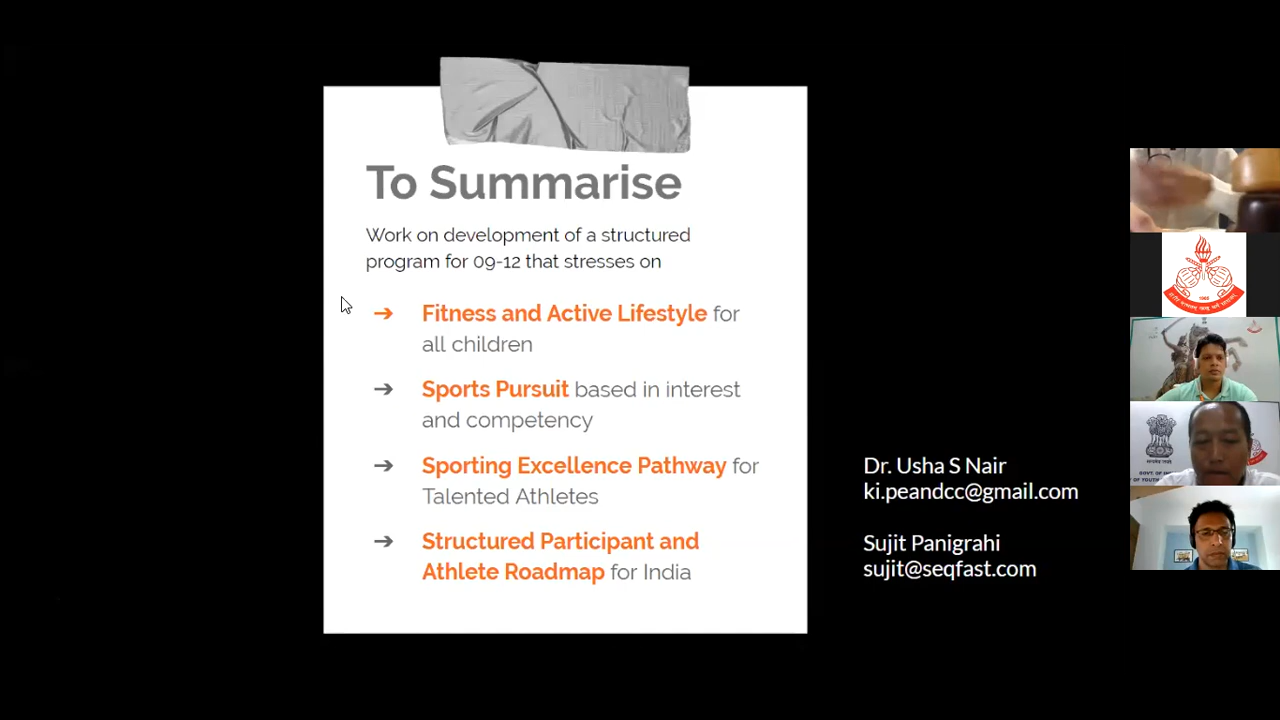 To Summarise
Work on development of a structured
program for 09-12 that stresses on
➔ Fitness and Active Lifestyle for
all children
➔ Sports Pursuit based in interest
and competency
➔ Sporting Excellence Pathway for
Talented Athletes
➔ Structured Participant and
Athlete Roadmap for India
Dr. Usha S Nair
ki.peandcc@gmail.com
Sujit Panigrahi
sujit@seqfast.com
1985